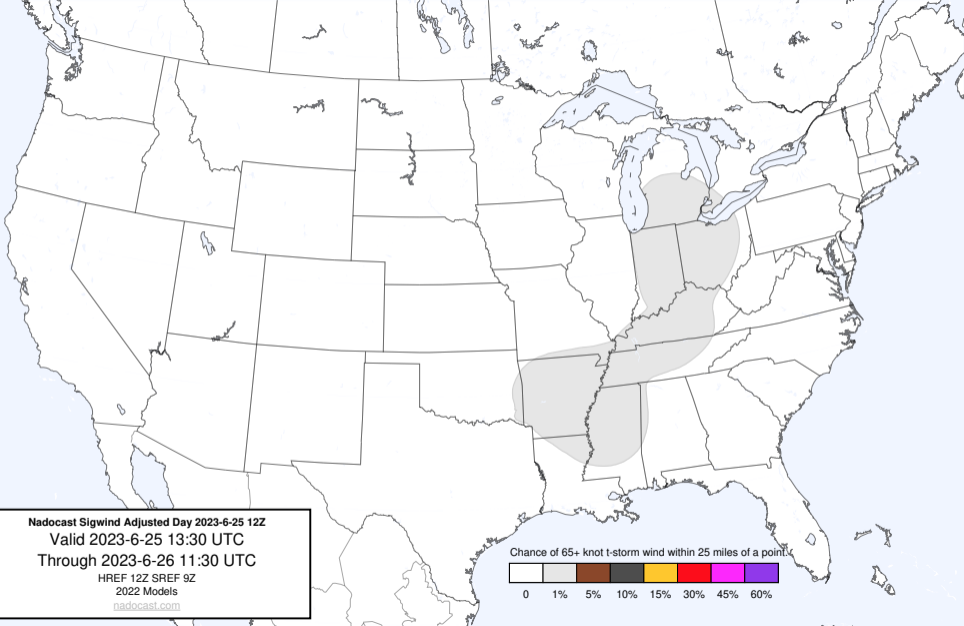 Nadocast Sigwind Adjusted Day 2023-6-25 12Z
Valid 2023-6-25 13:30 UTC
Through 2023-6-26 11:30 UTC
HREF 12Z SREF 9Z
2022 Models
nadocast.com
Chance of 65+ knot t-storm wind within 25 miles of a point.
0 1% 5% 10% 15% 30% 45% 60%